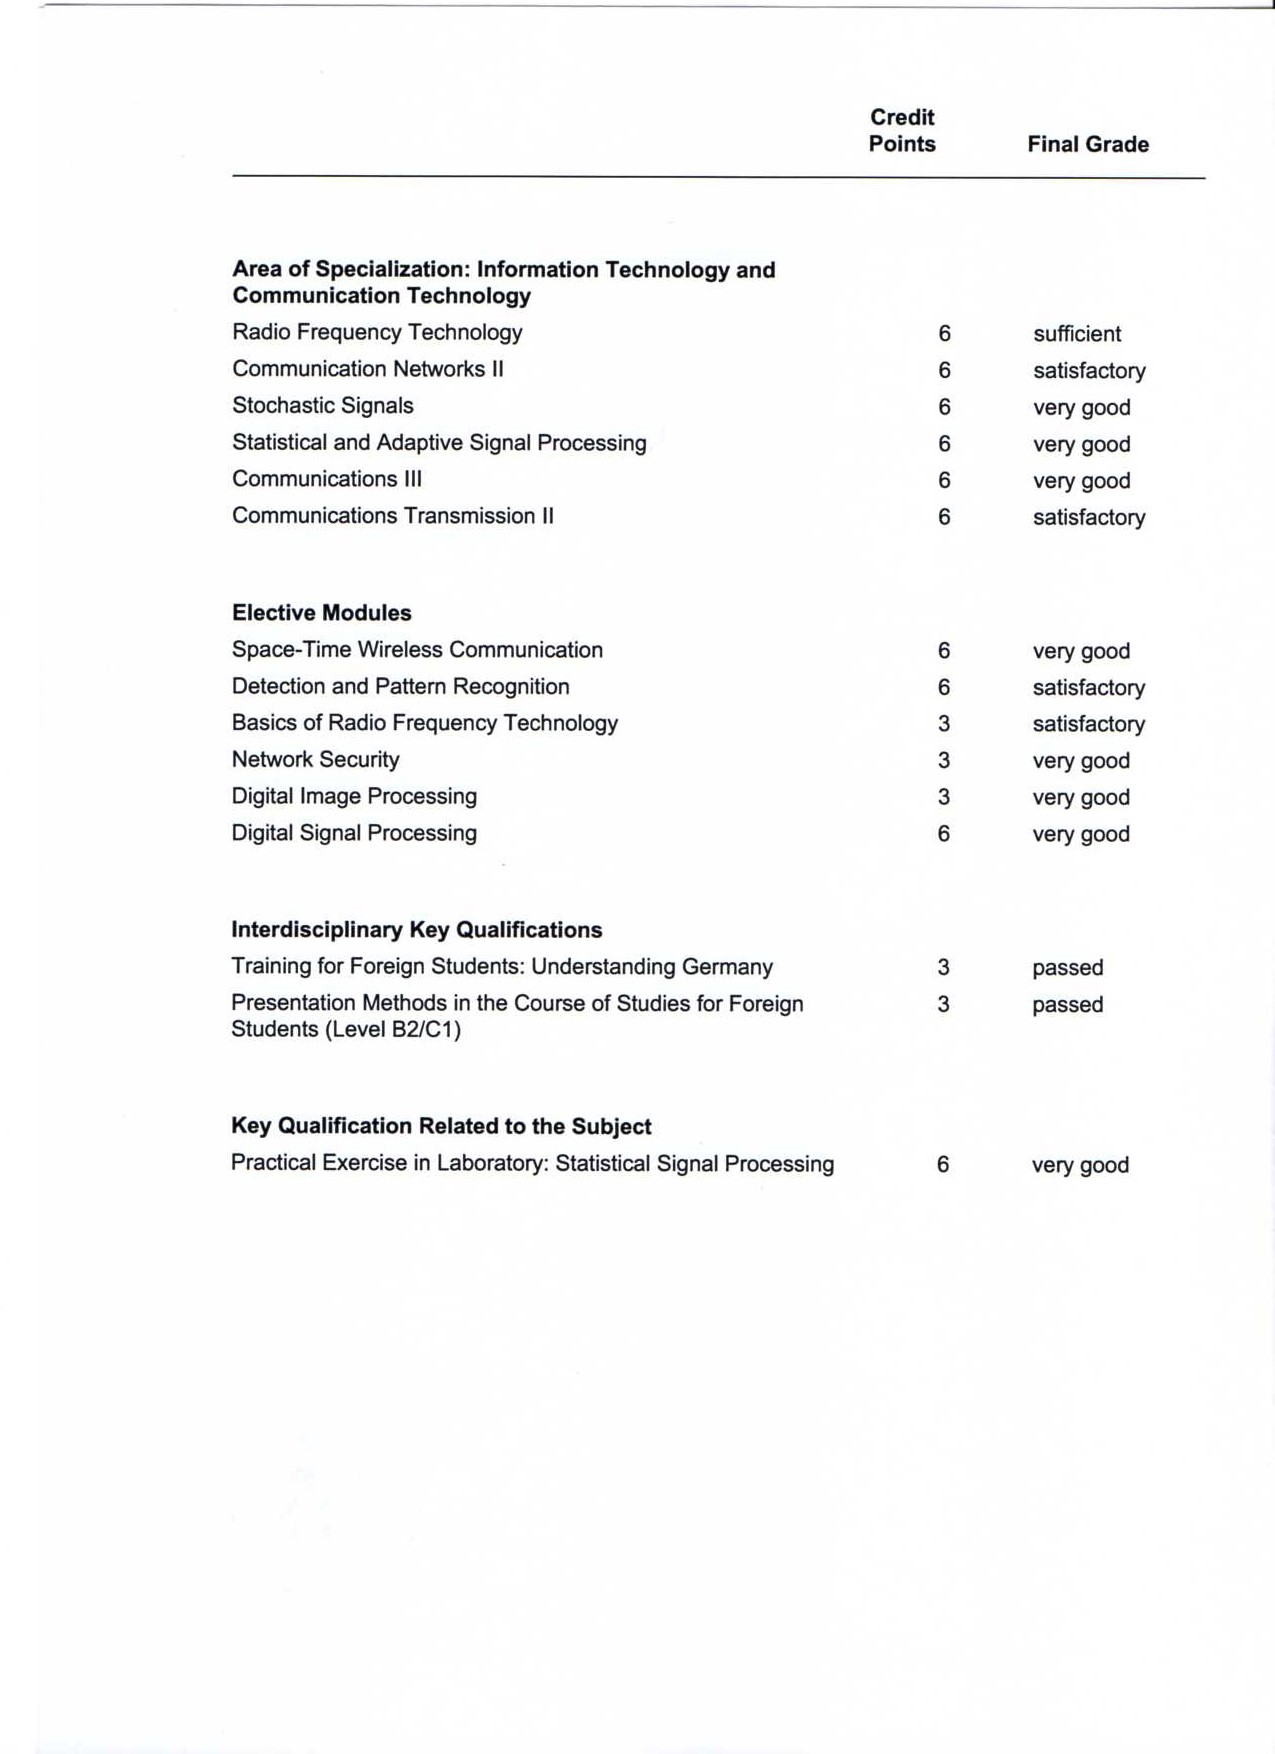 Credit
Points Final Grade
Area of Specialization: Information Technology and
Communication Technology
Radio Frequency Technology 6 sufficient
Communication Networks II 6 satisfactory
Stochastic Signals 6 very good
Statistical and Adaptive Signal Processing 6 very good
Communications III 6 very good
Communications Transmission II 6 satisfactory
Elective Modules
Space-Time Wireless Communication 6 very good
Detection and Pattern Recognition 6 satisfactory
Basics of Radio Frequency Technology 3 satisfactory
Network Security 3 very good
Digital Image Processing 3 very good
Digital Signal Processing 6 very good
Interdisciplinary Key Qualifications
Training for Foreign Students: Understanding Germany 3 passed
Presentation Methods in the Course of Studies for Foreign 3 passed
Students (Level B2/C1)
Key Qualification Related to the Subject
Practical Exercise in Laboratory: Statistical Signal Processing 6 very good